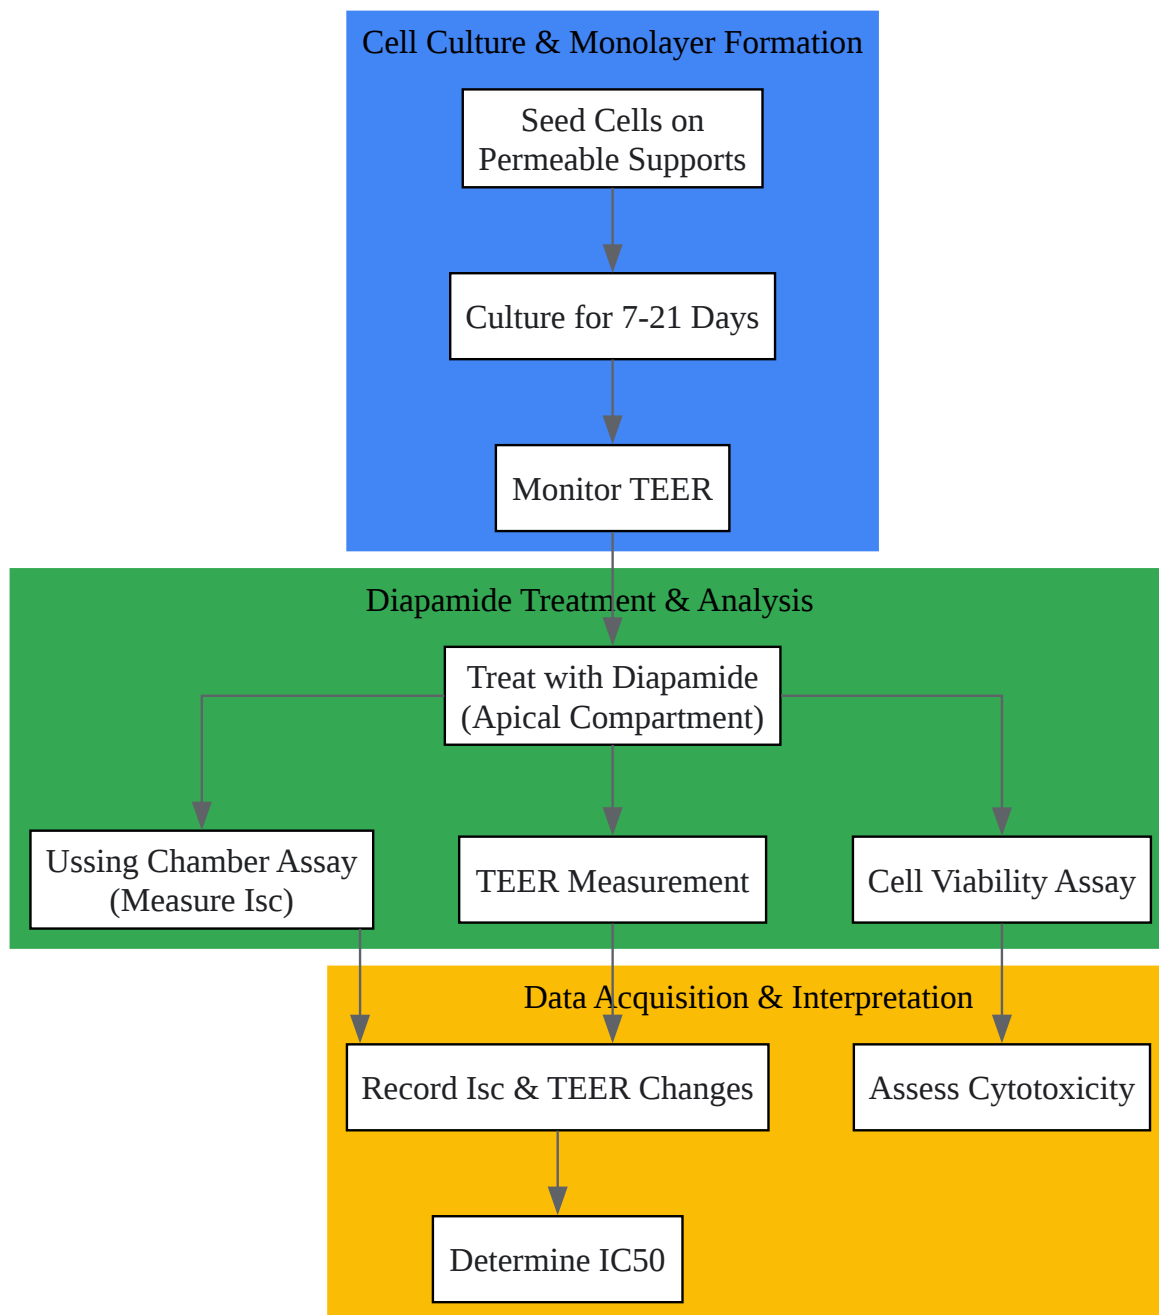 Cell Culture & Monolayer Formation
Seed Cells on
Permeable Supports
Culture for 7-21 Days
Monitor TEER
Diapamide Treatment & Analysis
Treat with Diapamide
(Apical Compartment)
Ussing Chamber Assay
(Measure Isc)
TEER Measurement
Cell Viability Assay
Data Acquisition & Interpretation
Record Isc & TEER Changes
Assess Cytotoxicity
Determine IC50